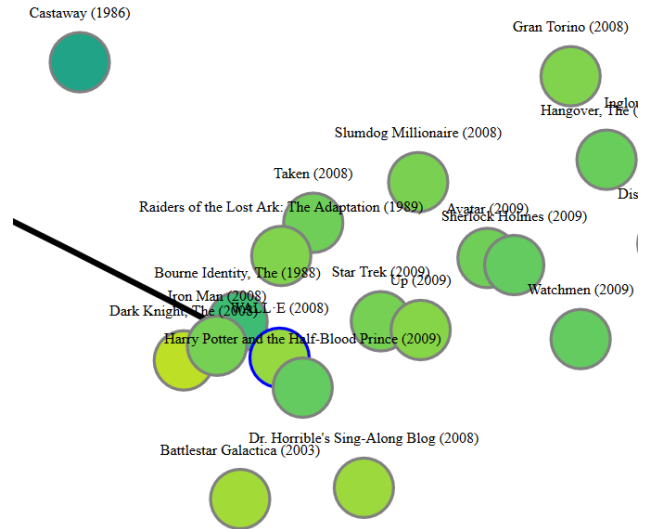 Castaway (1986)
Gran Torino (2008)
Inglou
Hangover, The (
Slumdog Millionaire (2008)
Taken (2008)
Dis
Raiders of the Lost Ark: The Adaptation (1989)
Avatar (2009)
Sherlock Holmes (2009)
Bourne Identity, The (1988)
Star Trek (2009)
Up (2009)
Watchmen (2009)
Iron Man (2008)
Dark Knight, The (2008)
WALL·E (2008)
Harry Potter and the Half-Blood Prince (2009)
Dr. Horrible's Sing-Along Blog (2008)
Battlestar Galactica (2003)